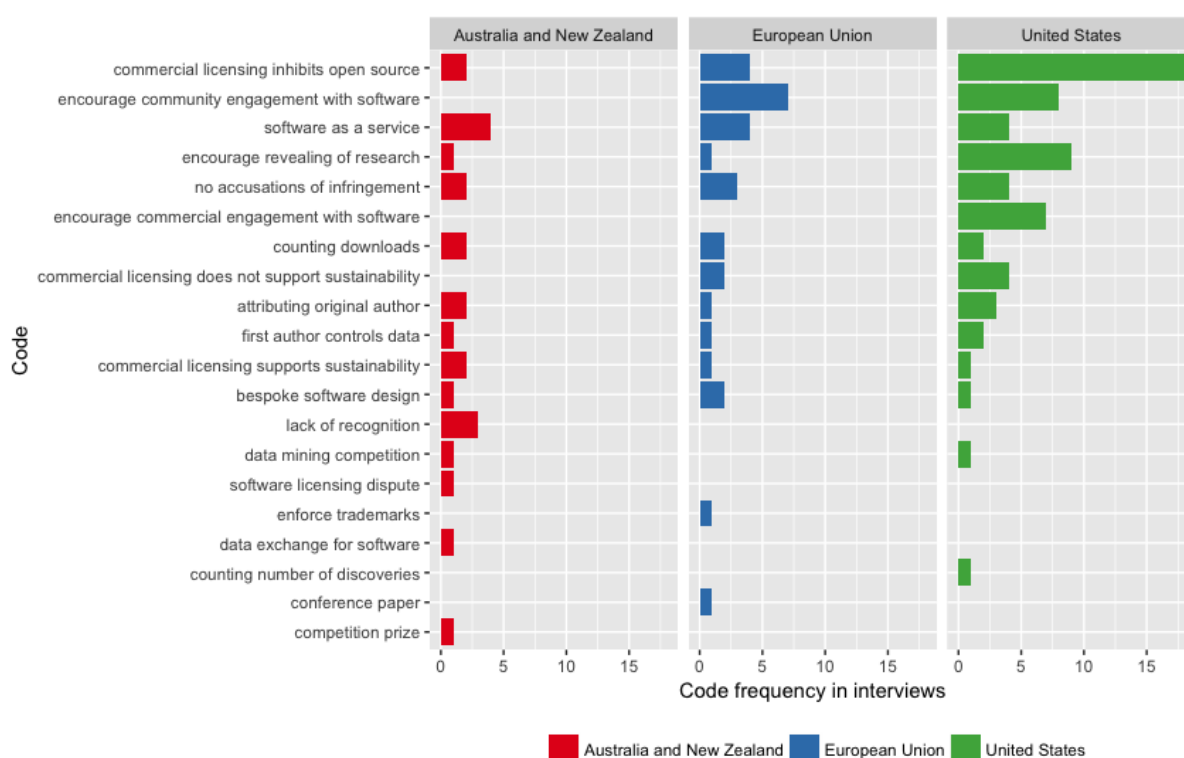 Australia and New Zealand
European Union
United States
commercial licensing inhibits open source
encourage community engagement with software
software as a service
encourage revealing of research
no accusations of infringement
encourage commercial engagement with software
counting downloads
commercial licensing does not support sustainability
attributing original author
first author controls data
commercial licensing supports sustainability
bespoke software design
lack of recognition
data mining competition
software licensing dispute
enforce trademarks
data exchange for software
counting number of discoveries
conference paper
competition prize
Code
0 5 10 15
0 5 10 15
0 5 10 15
Code frequency in interviews
Australia and New Zealand
European Union
United States